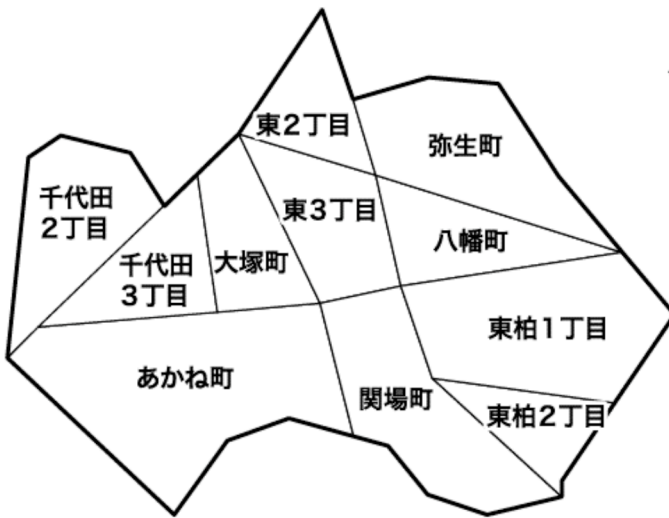 東２丁目
弥生町
千代田
２丁目
東３丁目
八幡町
大塚町
千代田
３丁目
東柏１丁目
あかね町
関場町
東柏２丁目